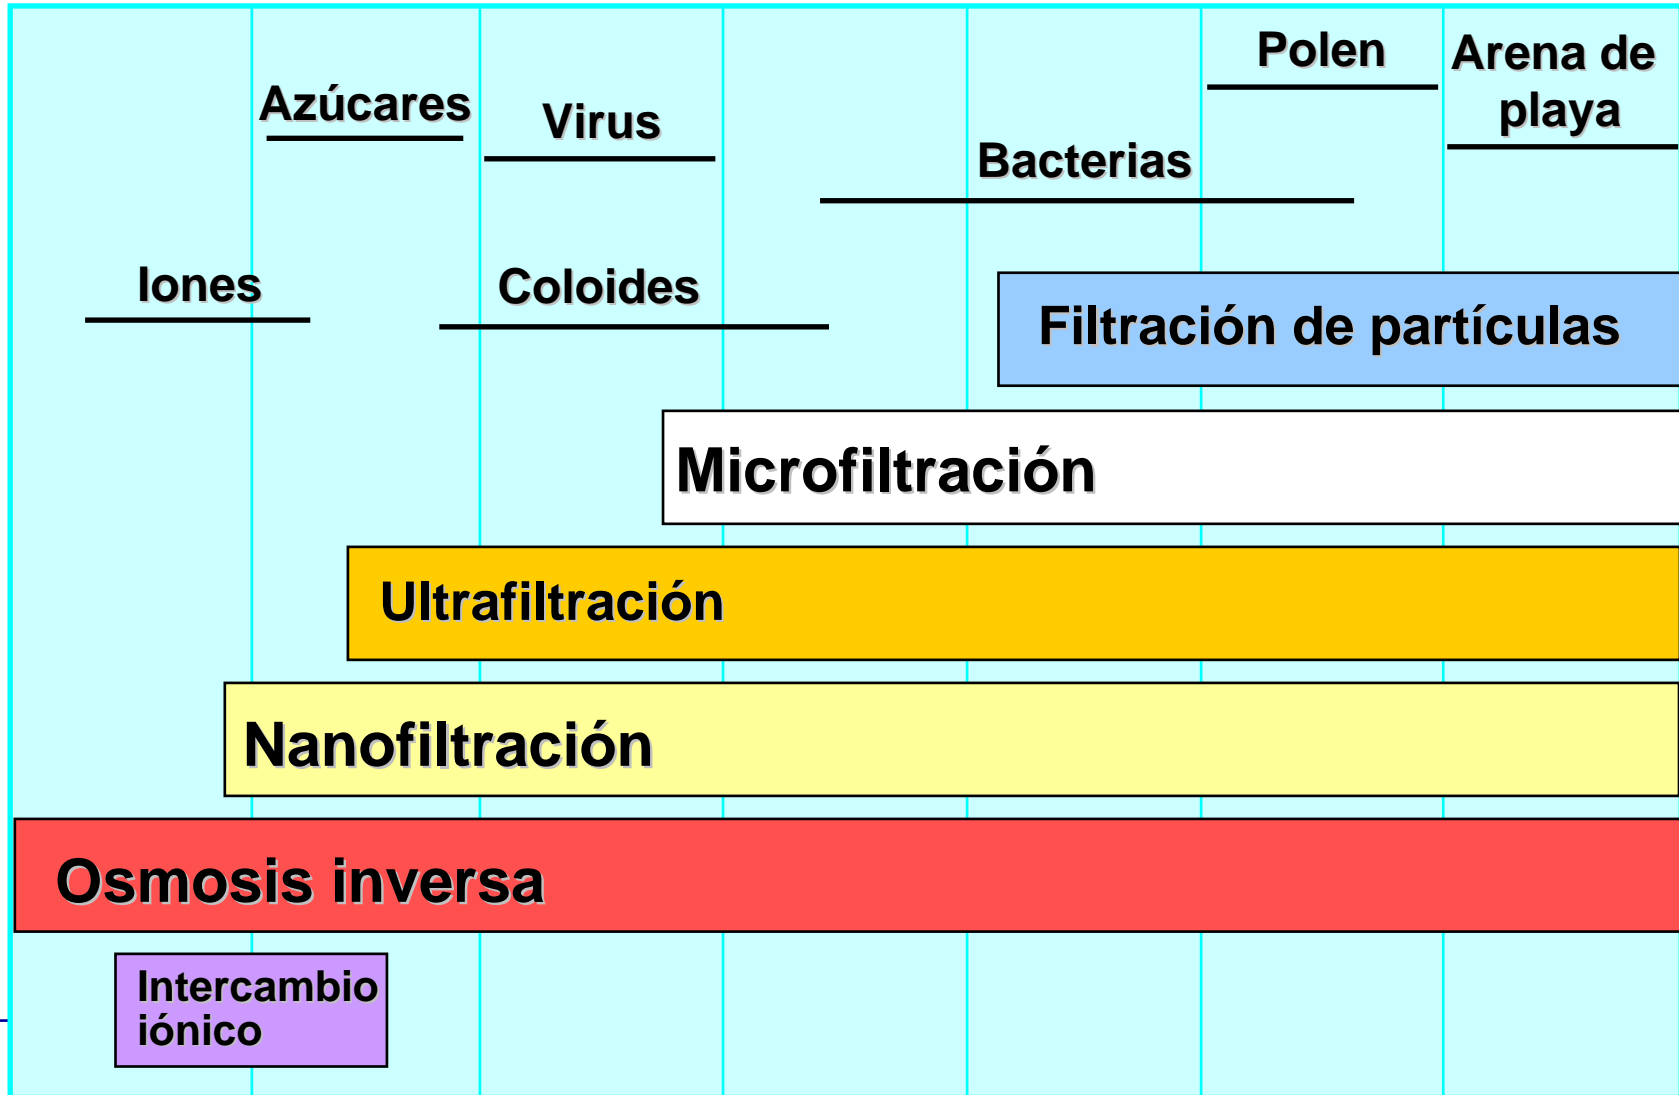 Polen
Arena de
playa
Azúcares
Virus
Bacterias
Iones
Coloides
Filtración de partículas
Microfiltración
Ultrafiltración
Nanofiltración
Osmosis inversa
Intercambio
iónico